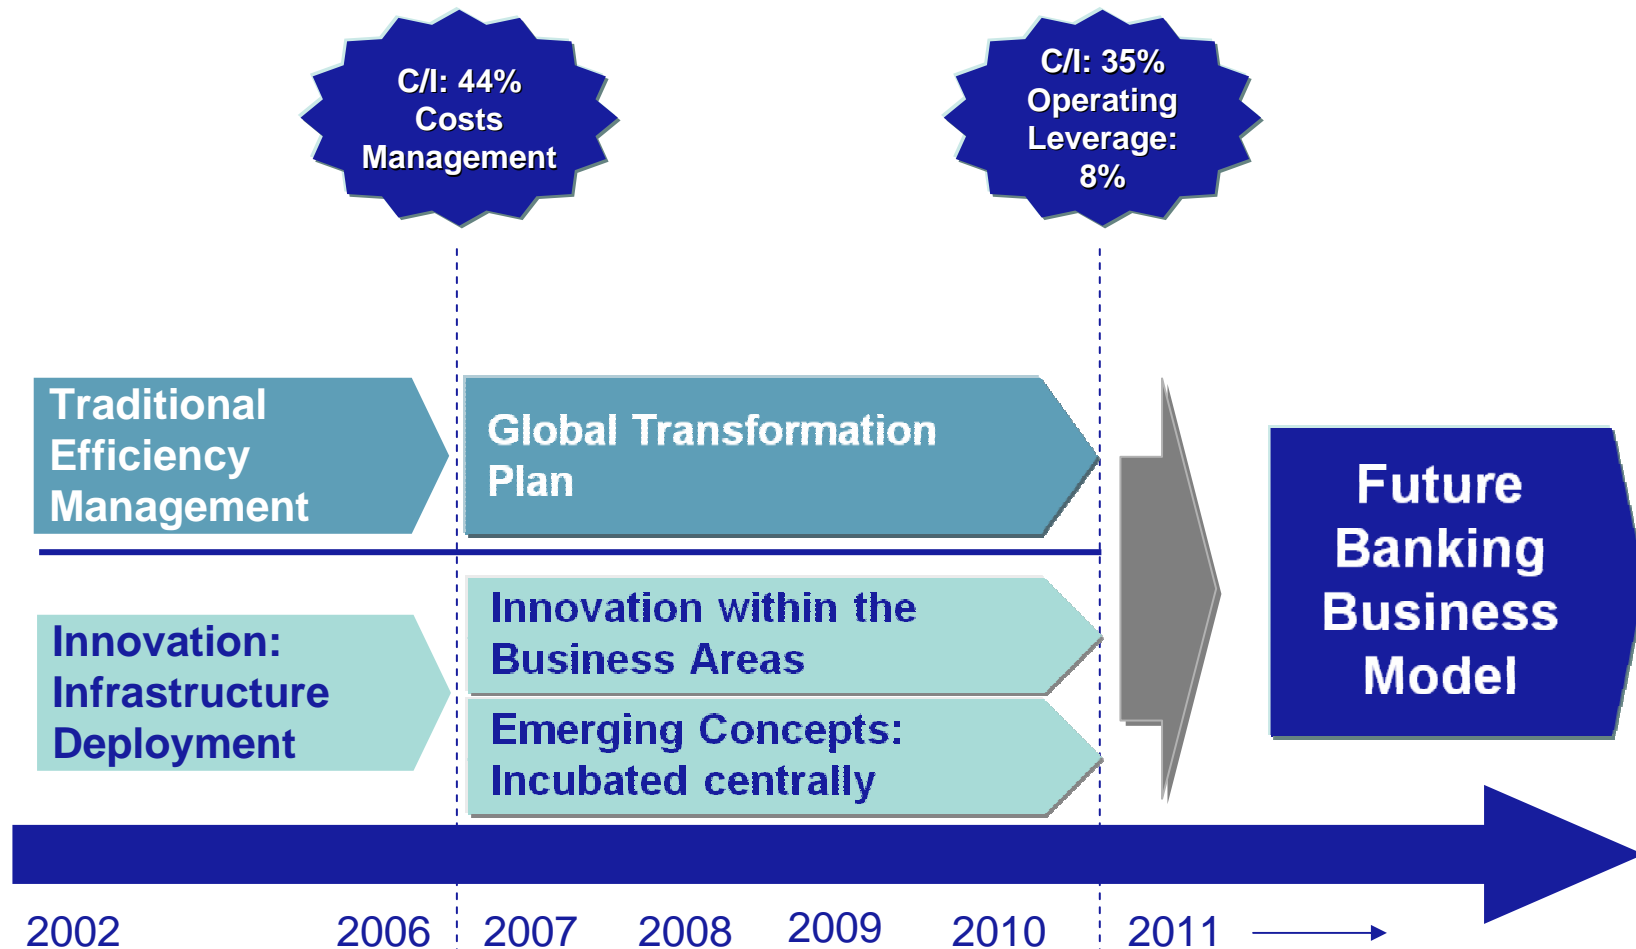 C/I: 44%
Costs
Management
C/I: 35%
Operating
Leverage:
8%
Traditional
Efficiency
Management
Global Transformation
Plan
Innovation:
Infrastructure
Deployment
Innovation within the
Business Areas
Emerging Concepts:
Incubated centrally
Future
Banking
Business
Model
2002 2006 2007 2008 2009 2010 2011